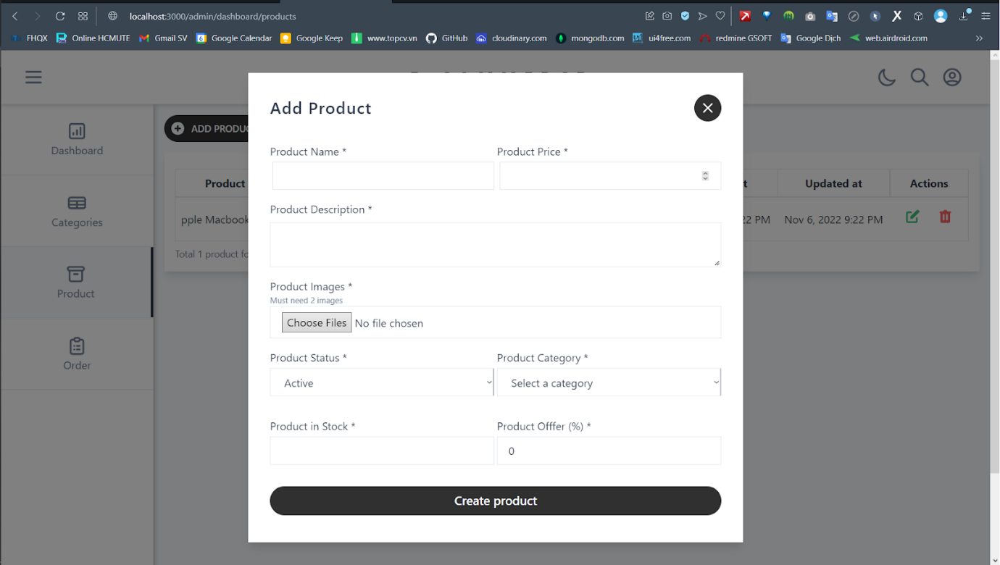 localhost:3000/admin/dashboard/products
FHQX Online HCMUTE Gmail SV Google Calendar Google Keep www.topcv.vn GitHub cloudinary.com mongodb.com ui4free.com redmine GSOFT Google Dịch web.airdroid.com
Add Product
ADD PRODUC
Dashboard
Product Name * Product Price *
Product Updated at Actions
Product Description *
Categories
pple Macbook 22 PM Nov 6, 2022 9:22 PM
Total 1 product fo
Product Images *
Must need 2 images
Product
Choose Files No file chosen
Product Status * Product Category *
Order
Active Select a category
Product in Stock * Product Offfer (%) *
0
Create product